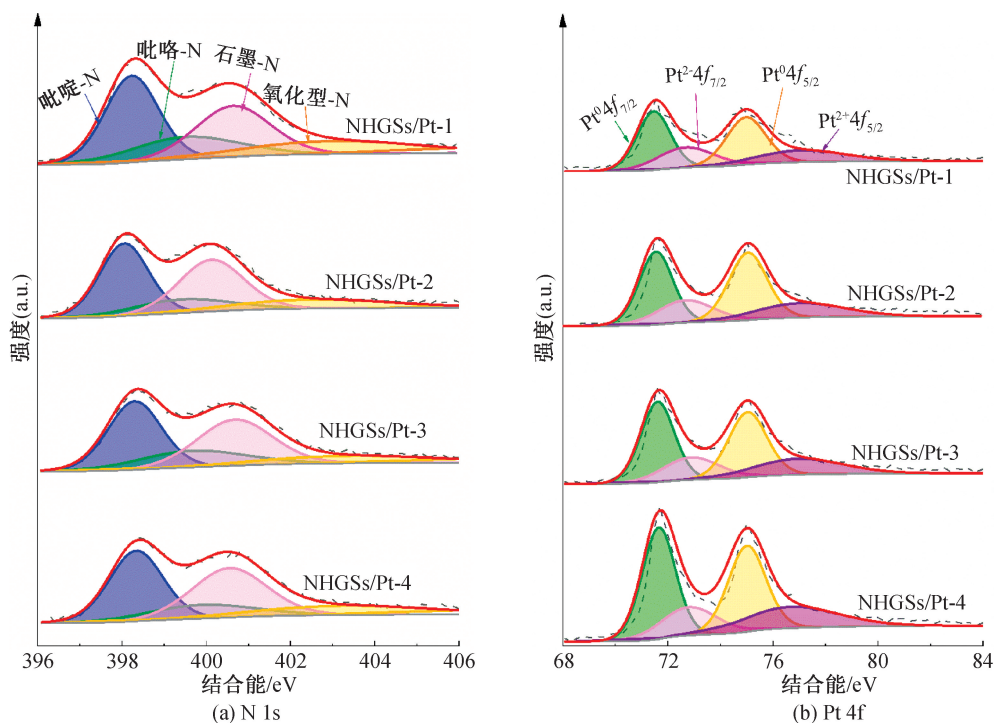 吡啶-N
吡咯-N
石墨-N
氧化型-N
NHGSs/Pt-1
NHGSs/Pt-2
NHGSs/Pt-3
NHGSs/Pt-4
强度(a.u.)
396 398 400 402 404 406
结合能/eV
(a) N 1s
Pt⁰4f₇/₂
Pt²⁻4f₇/₂
Pt⁰4f₅/₂
Pt²⁺4f₅/₂
NHGSs/Pt-1
NHGSs/Pt-2
NHGSs/Pt-3
NHGSs/Pt-4
强度(a.u.)
68 72 76 80 84
结合能/eV
(b) Pt 4f